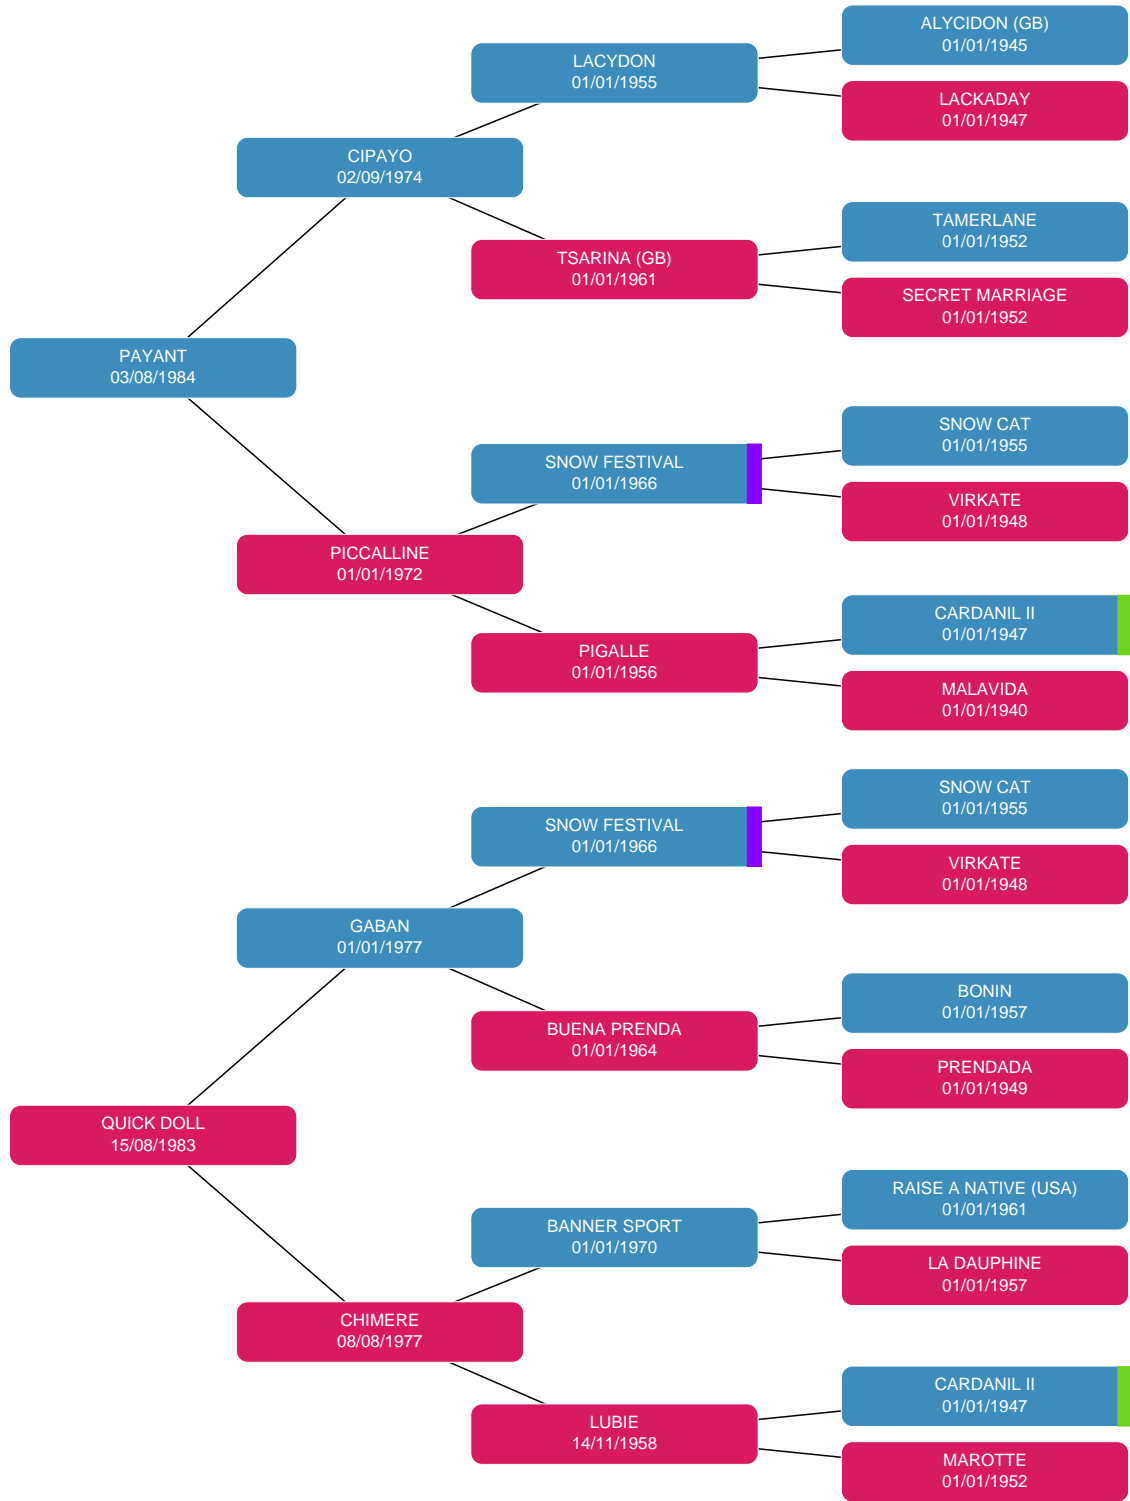 ALYCIDON (GB)
01/01/1945
LACYDON
01/01/1955
LACKADAY
01/01/1947
CIPAYO
02/09/1974
TAMERLANE
01/01/1952
TSARINA (GB)
01/01/1961
SECRET MARRIAGE
01/01/1952
PAYANT
03/08/1984
SNOW CAT
01/01/1955
SNOW FESTIVAL
01/01/1966
VIRKATE
01/01/1948
PICCALLINE
01/01/1972
CARDANIL II
01/01/1947
PIGALLE
01/01/1956
MALAVIDA
01/01/1940
SNOW CAT
01/01/1955
SNOW FESTIVAL
01/01/1966
VIRKATE
01/01/1948
GABAN
01/01/1977
BONIN
01/01/1957
BUENA PRENDA
01/01/1964
PRENDADA
01/01/1949
QUICK DOLL
15/08/1983
RAISE A NATIVE (USA)
01/01/1961
BANNER SPORT
01/01/1970
LA DAUPHINE
01/01/1957
CHIMERE
08/08/1977
CARDANIL II
01/01/1947
LUBIE
14/11/1958
MAROTTE
01/01/1952